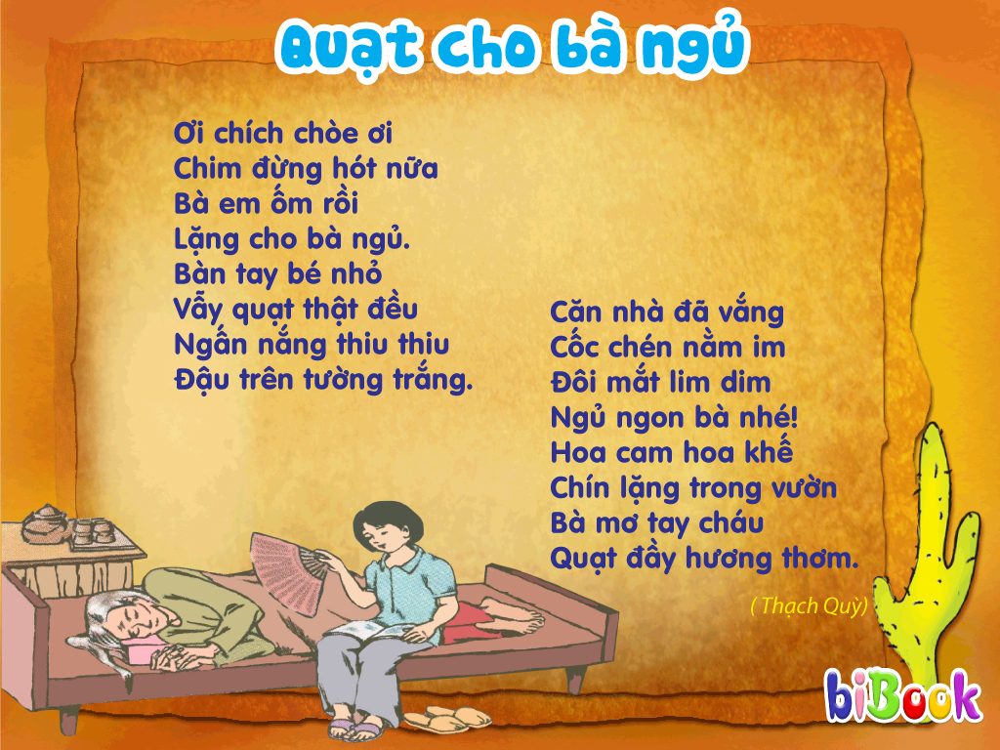 Quạt cho bà ngủ
Ơi chích chòe ơi
Chim đừng hót nữa
Bà em ốm rồi
Lặng cho bà ngủ.
Bàn tay bé nhỏ
Vẫy quạt thật đều
Ngấn nắng thiu thiu
Đậu trên tường trắng.
Căn nhà đã vắng
Cốc chén nằm im
Đôi mắt lim dim
Ngủ ngon bà nhé!
Hoa cam hoa khế
Chín lặng trong vườn
Bà mơ tay cháu
Quạt đầy hương thơm.
(Thạch Quỳ)
biBook